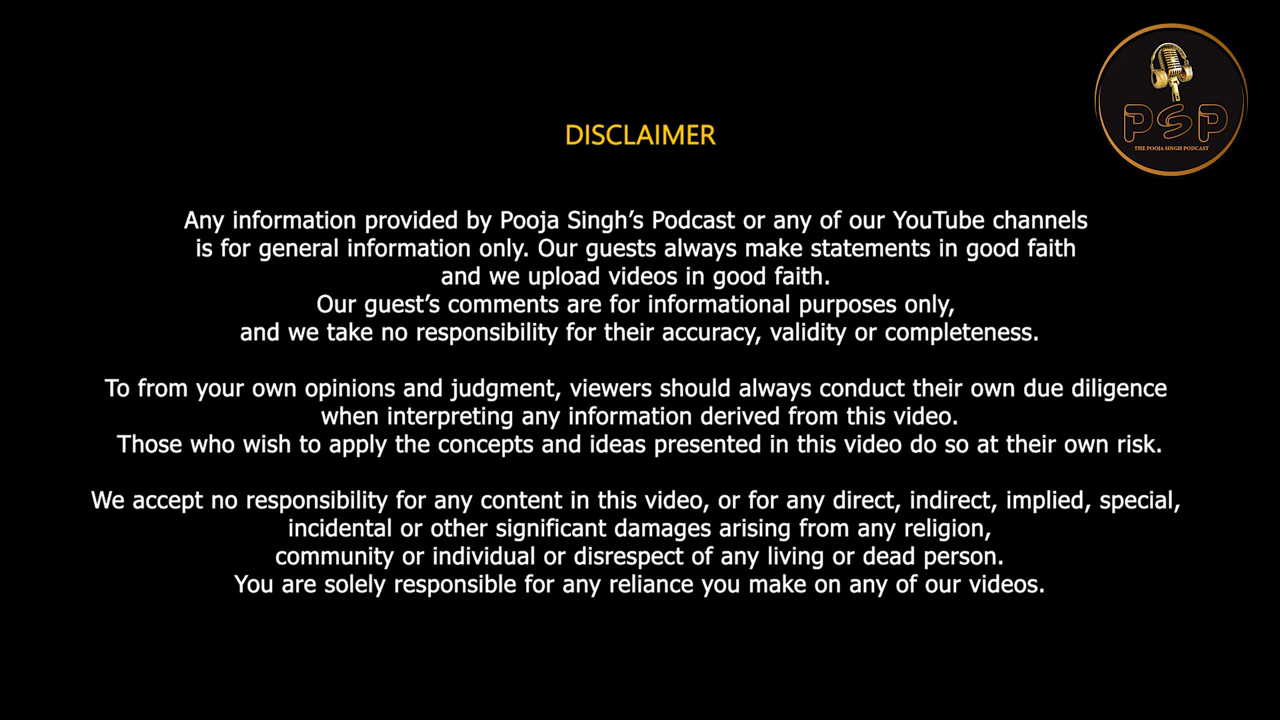 PSP
THE POOJA SINGH PODCAST
DISCLAIMER
Any information provided by Pooja Singh’s Podcast or any of our YouTube channels
is for general information only. Our guests always make statements in good faith
and we upload videos in good faith.
Our guest’s comments are for informational purposes only,
and we take no responsibility for their accuracy, validity or completeness.
To from your own opinions and judgment, viewers should always conduct their own due diligence
when interpreting any information derived from this video.
Those who wish to apply the concepts and ideas presented in this video do so at their own risk.
We accept no responsibility for any content in this video, or for any direct, indirect, implied, special,
incidental or other significant damages arising from any religion,
community or individual or disrespect of any living or dead person.
You are solely responsible for any reliance you make on any of our videos.